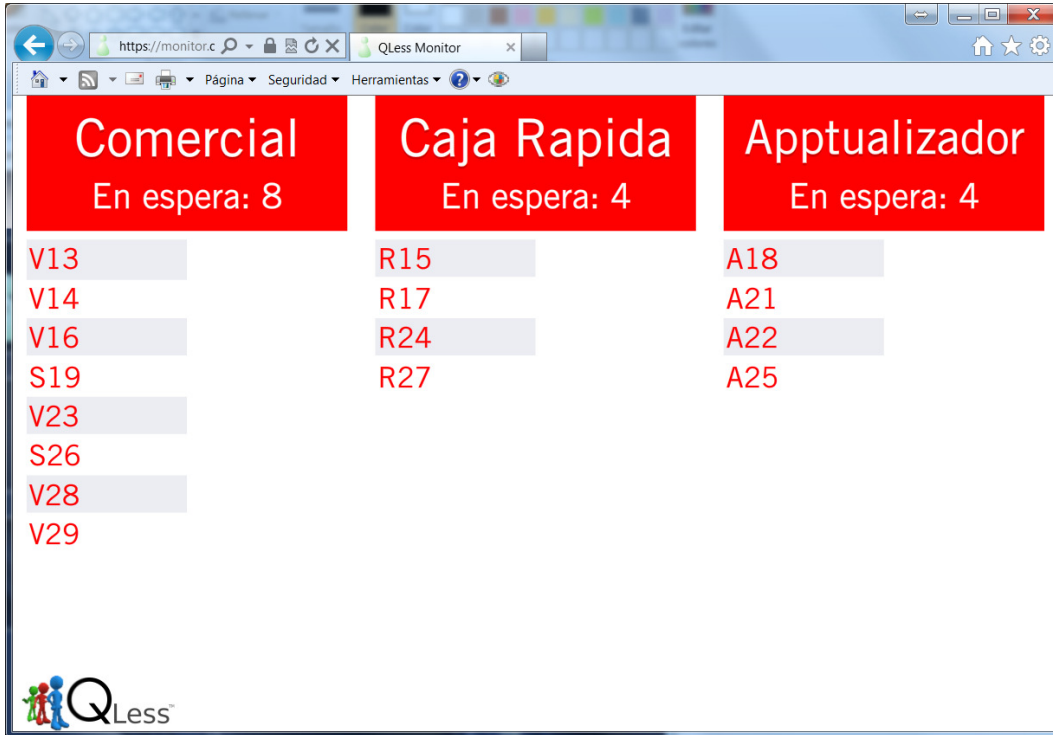 https://monitor.c
QLess Monitor
Página
Seguridad
Herramientas
Comercial
En espera: 8
V13
V14
V16
S19
V23
S26
V28
V29
Caja Rapida
En espera: 4
R15
R17
R24
R27
Apptualizador
En espera: 4
A18
A21
A22
A25
QLess™